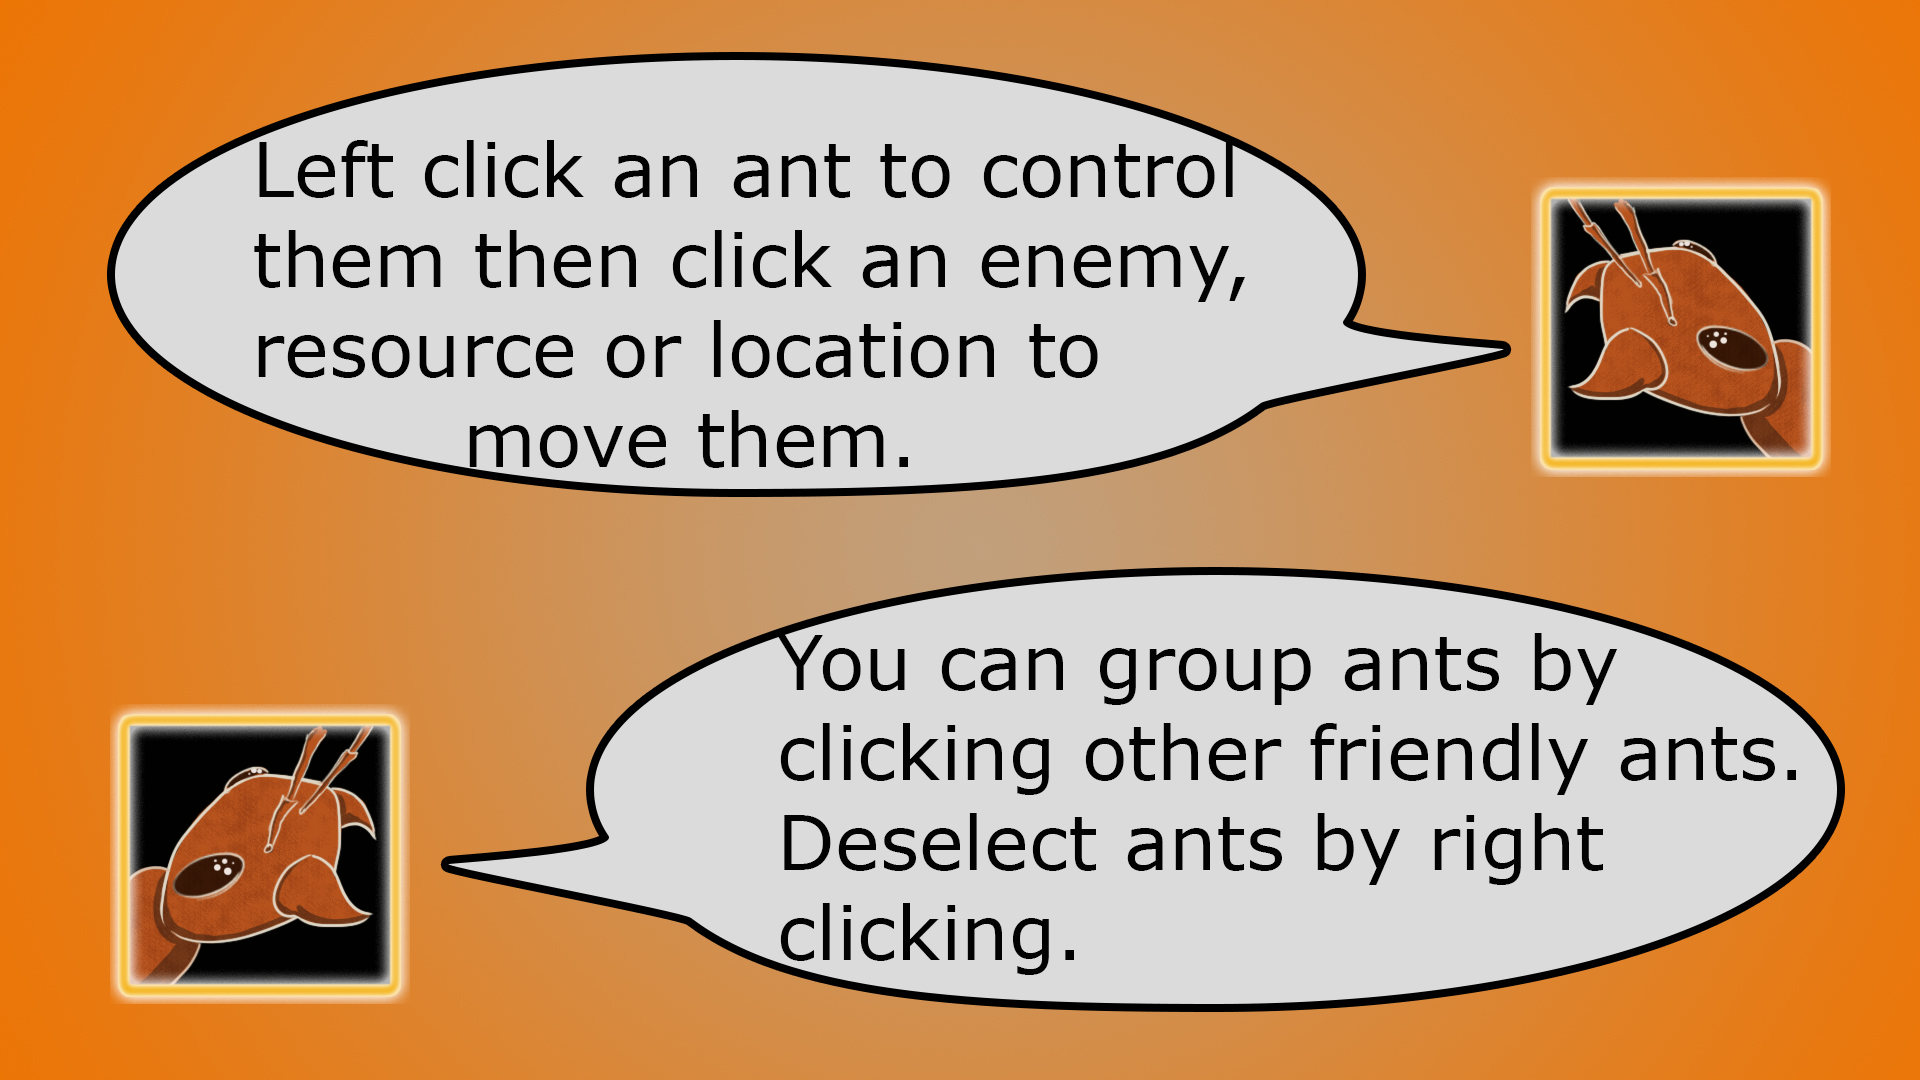 Left click an ant to control
them then click an enemy,
resource or location to
move them.
You can group ants by
clicking other friendly ants.
Deselect ants by right
clicking.